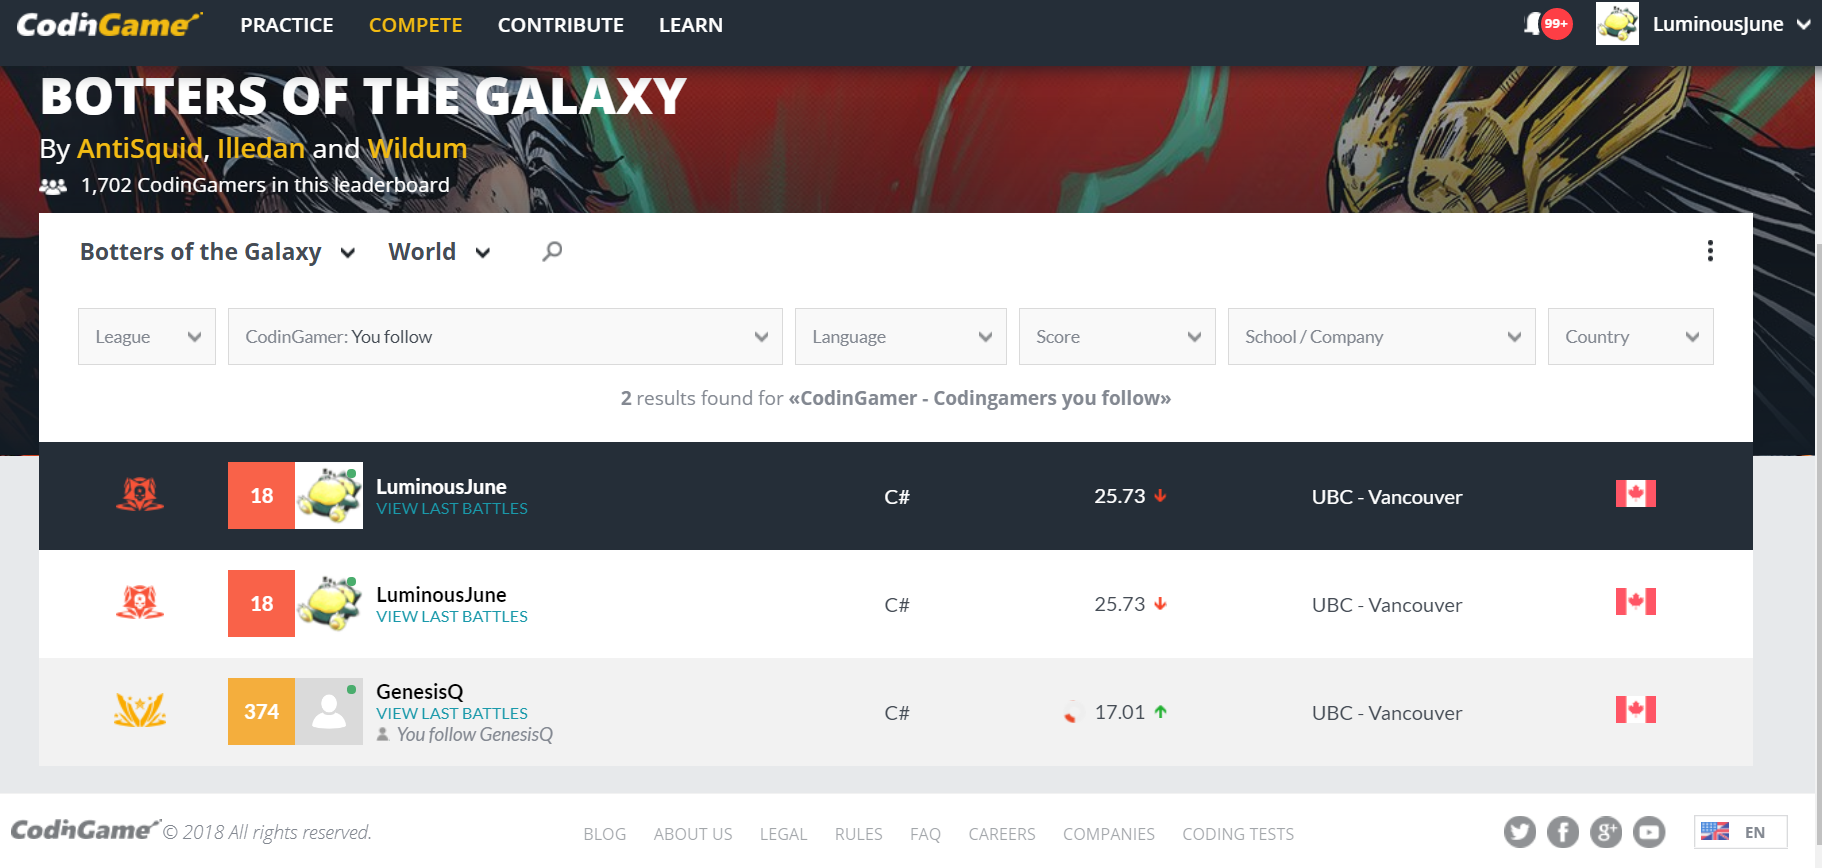 CodinGame PRACTICE COMPETE CONTRIBUTE LEARN 99+ LuminousJune
BOTTERS OF THE GALAXY
By AntiSquid, Illedan and Wildum
1,702 CodinGamers in this leaderboard
Botters of the Galaxy World
League CodinGamer: You follow Language Score School / Company Country
2 results found for «CodinGamer - Codingamers you follow»
18 LuminousJune C# 25.73 UBC - Vancouver
VIEW LAST BATTLES
18 LuminousJune C# 25.73 UBC - Vancouver
VIEW LAST BATTLES
374 GenesisQ C# 17.01 UBC - Vancouver
VIEW LAST BATTLES
You follow GenesisQ
CodinGame © 2018 All rights reserved. BLOG ABOUT US LEGAL RULES FAQ CAREERS COMPANIES CODING TESTS EN